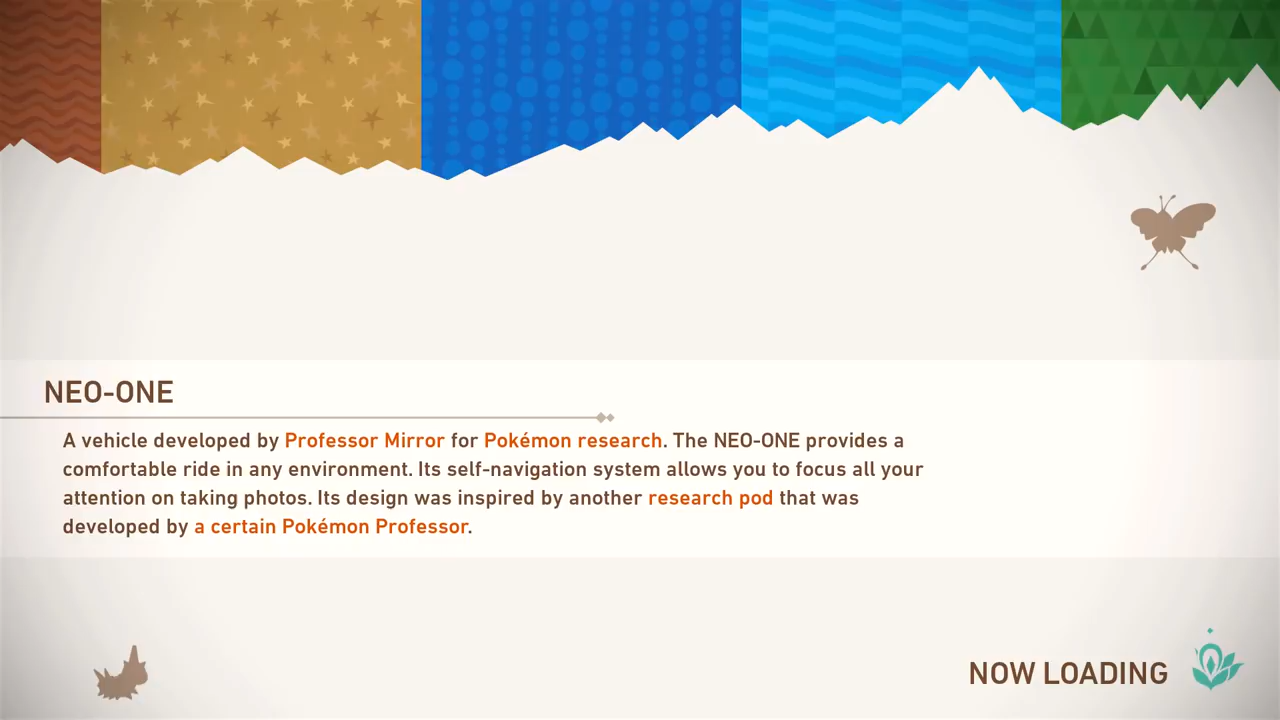 NEO-ONE
A vehicle developed by Professor Mirror for Pokémon research. The NEO-ONE provides a
comfortable ride in any environment. Its self-navigation system allows you to focus all your
attention on taking photos. Its design was inspired by another research pod that was
developed by a certain Pokémon Professor.
NOW LOADING